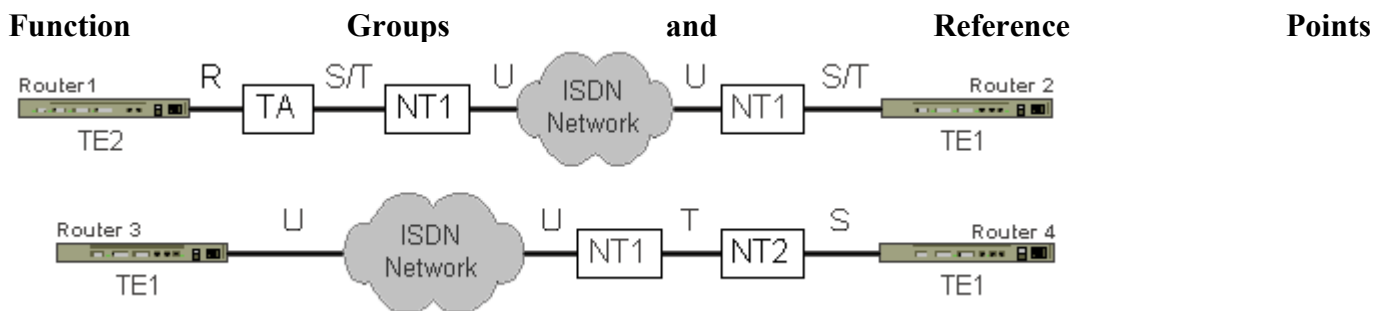 Function Groups and Reference Points
Router1 R S/T U U S/T Router 2
TA NT1 ISDN Network NT1
TE2 TE1
Router 3 U U T S Router 4
ISDN Network NT1 NT2
TE1 TE1